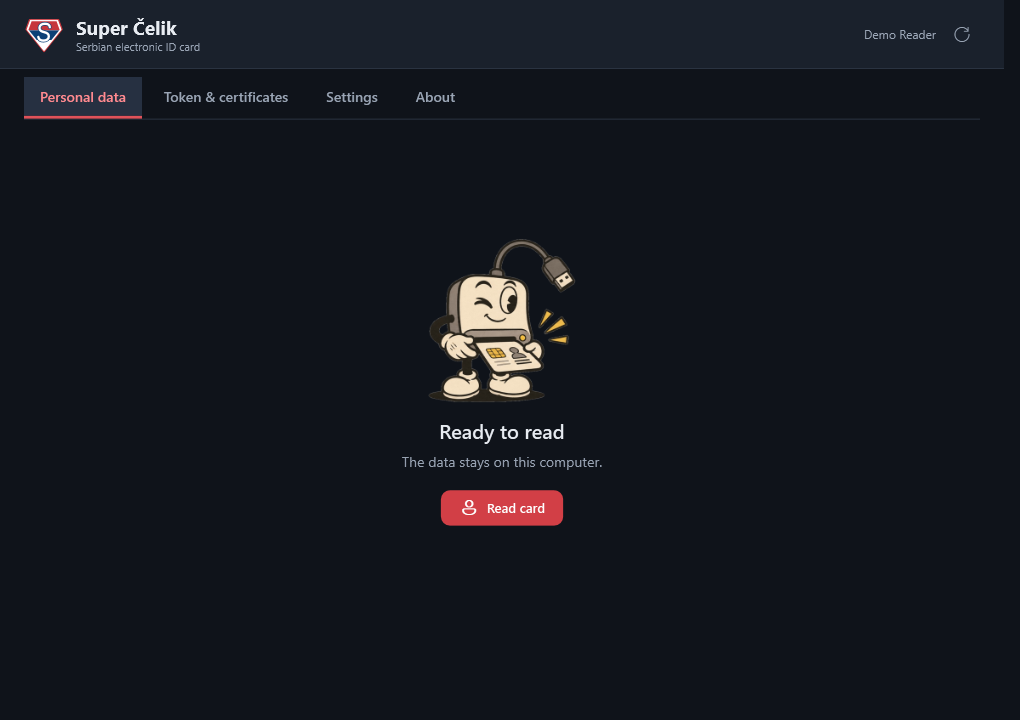 Super Čelik
Serbian electronic ID card
Demo Reader
Personal data
Token & certificates
Settings
About
Ready to read
The data stays on this computer.
Read card